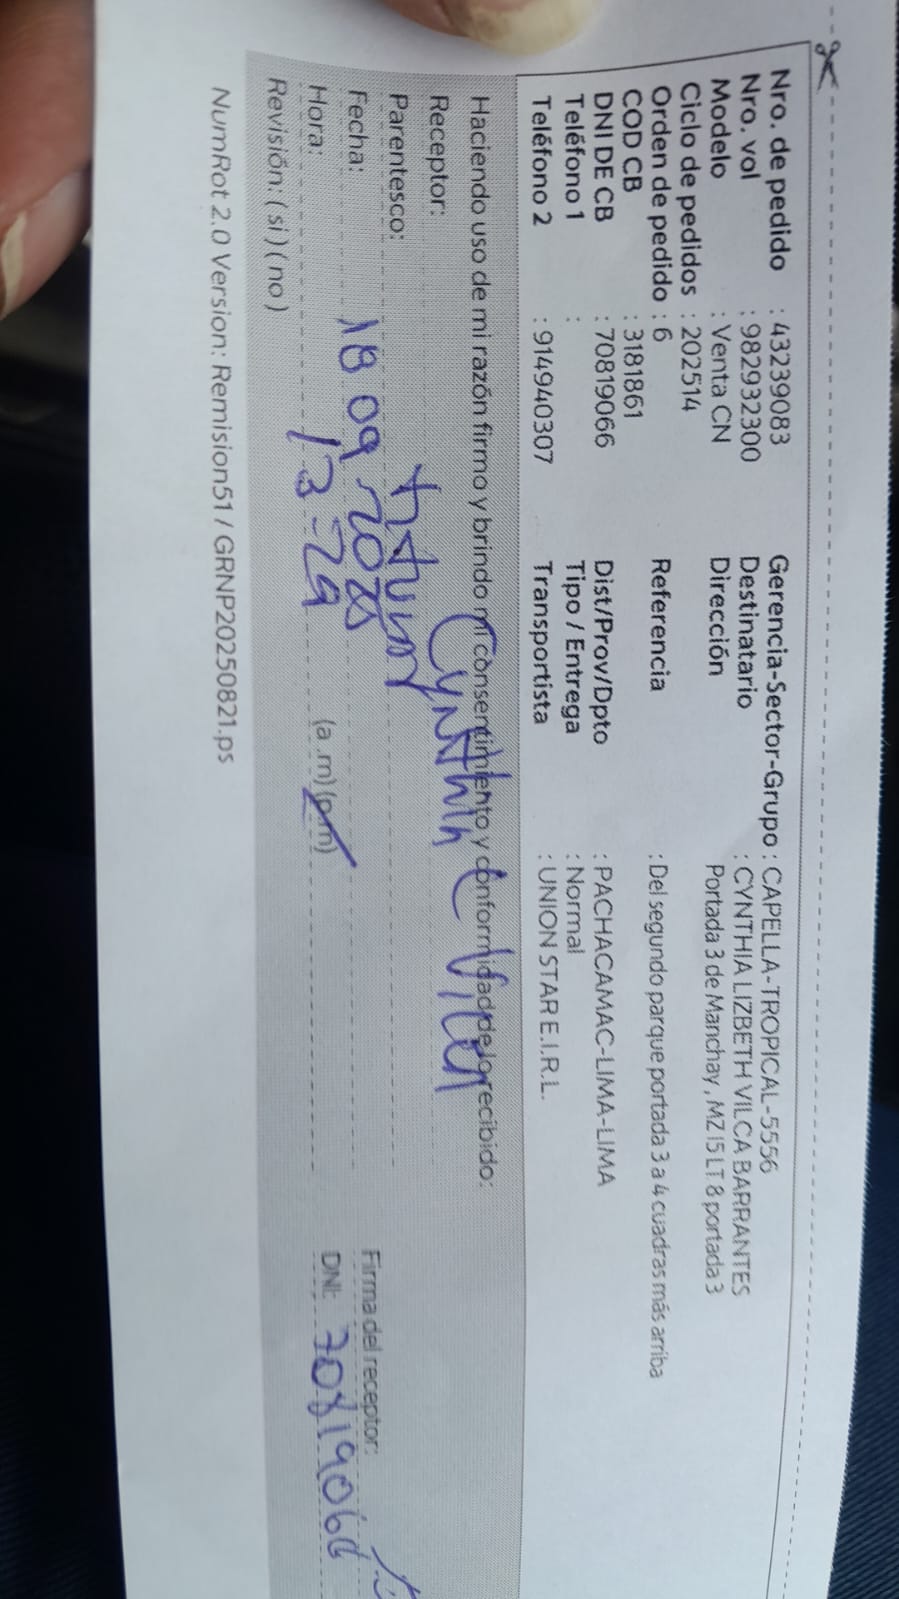 Nro. de pedido : 43239083
Nro. vol : 982932300
Modelo : Venta CN
Ciclo de pedidos : 202514
Orden de pedido : 6
COD CB : 3181861
DNI DE CB : 70819066
Teléfono 1 :
Teléfono 2 : 914940307
Gerencia-Sector-Grupo : CAPELLA-TROPICAL-5556
Destinatario : CYNTHIA LIZBETH VILCA BARRANTES
Dirección Portada 3 de Manchay , MZ I5 LT 8 portada 3
Referencia : Del segundo parque portada 3 a 4 cuadras más arriba
Dist/Prov/Dpto : PACHACAMAC-LIMA-LIMA
Tipo / Entrega : Normal
Transportista : UNION STAR E.I.R.L.
Haciendo uso de mi razón firmo y brindo mi consentimiento y conformidad de lo recibido:
Receptor: Cynthia Vilca
Parentesco: titular
Fecha: 18 09 2025
Hora: 13-29 (a.m) (p.m)
Revisión: ( si ) ( no )
Firma del receptor:
DNI: 70819066
NumRot 2.0 Version: Remision51 / GRNP20250821.ps